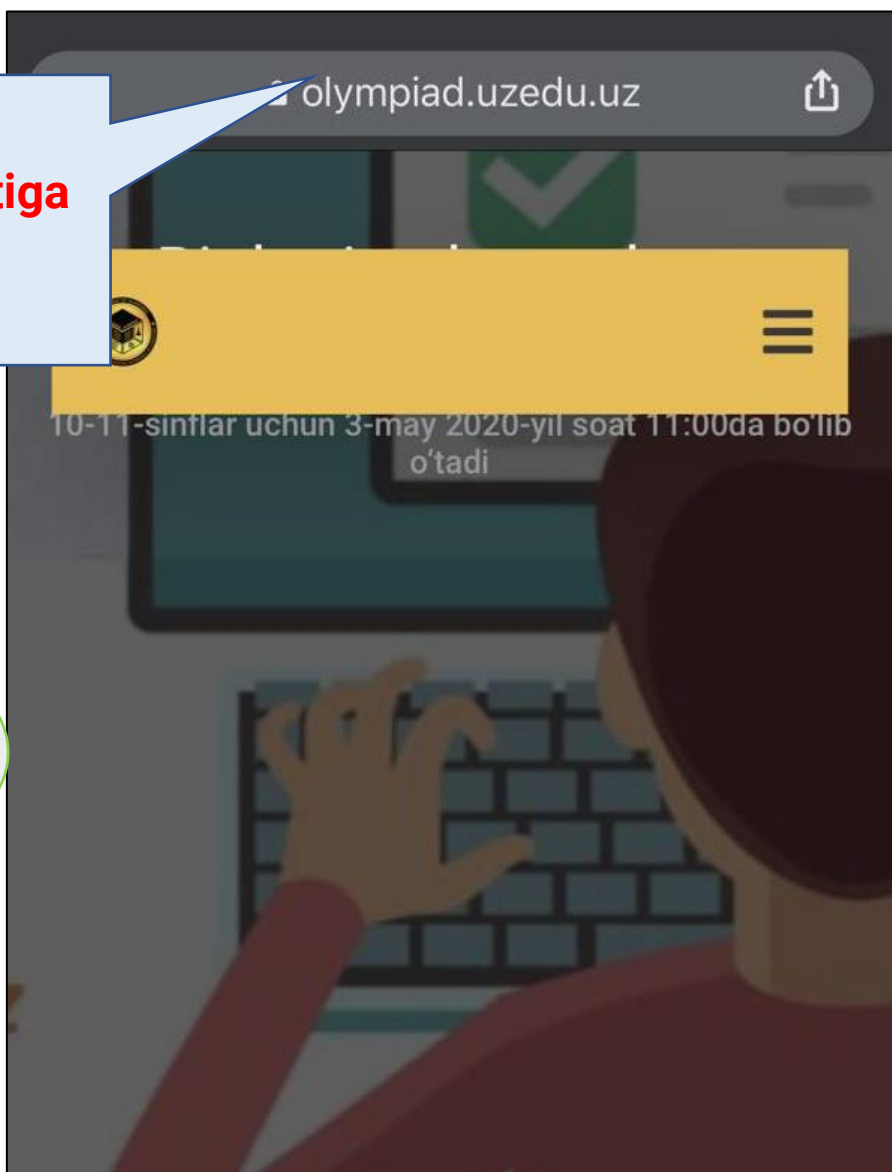 olympiad.uzedu.uz
tiga
10-11-sinflar uchun 3-may 2020-yil soat 11:00da bo‘lib
o‘tadi